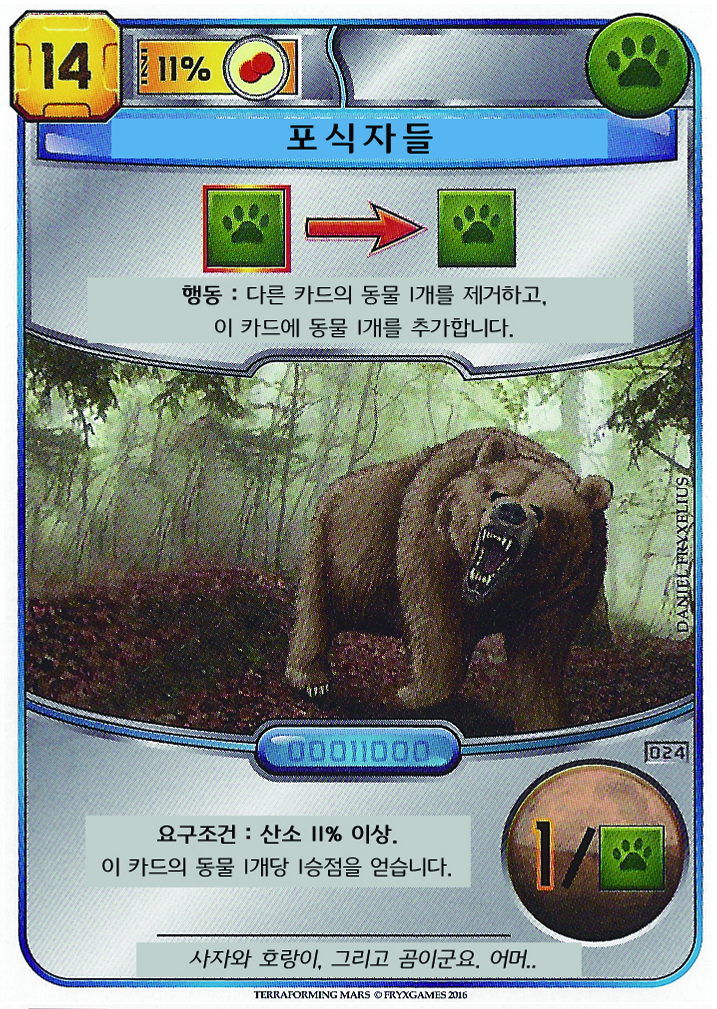 14
11%
포식자들
행동 : 다른 카드의 동물 1개를 제거하고,
이 카드에 동물 1개를 추가합니다.
DANIEL FRYXELIUS
00011000
024
요구조건 : 산소 11% 이상.
이 카드의 동물 1개당 1승점을 얻습니다.
1/
사자와 호랑이, 그리고 곰이군요. 어머..
TERRAFORMING MARS © FRYXGAMES 2016